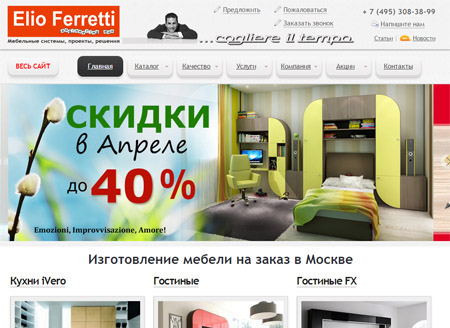 Elio Ferretti
Мебельные системы, проекты, решения
Предложить
Пожаловаться
Заказать звонок
...cogliere il tempo
+ 7 (495) 308-38-99
Напишите нам
Статьи
Новости
ВЕСЬ САЙТ
Главная
Каталог
Качество
Услуги
Компания
Акции
Контакты
СКИДКИ
в Апреле
до 40%
Emozioni, Improvvisazione, Amore!
Изготовление мебели на заказ в Москве
Кухни iVero
Гостиные
Гостиные FX